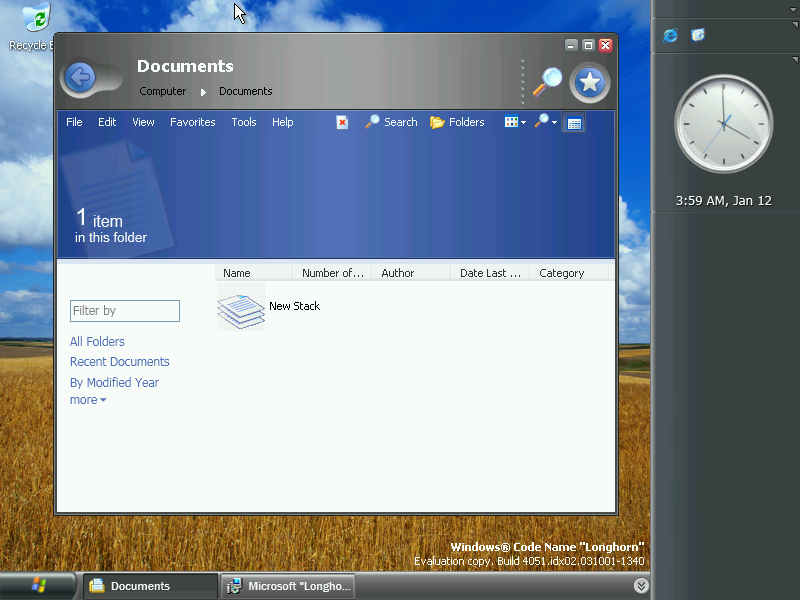 Recycle B
Documents
Computer Documents
File Edit View Favorites Tools Help Search Folders
1 item
in this folder
Name Number of... Author Date Last ... Category
New Stack
Filter by
All Folders
Recent Documents
By Modified Year
more
3:59 AM, Jan 12
Windows® Code Name "Longhorn"
Evaluation copy. Build 4051.idx02.031001-1340
Documents Microsoft "Longho...